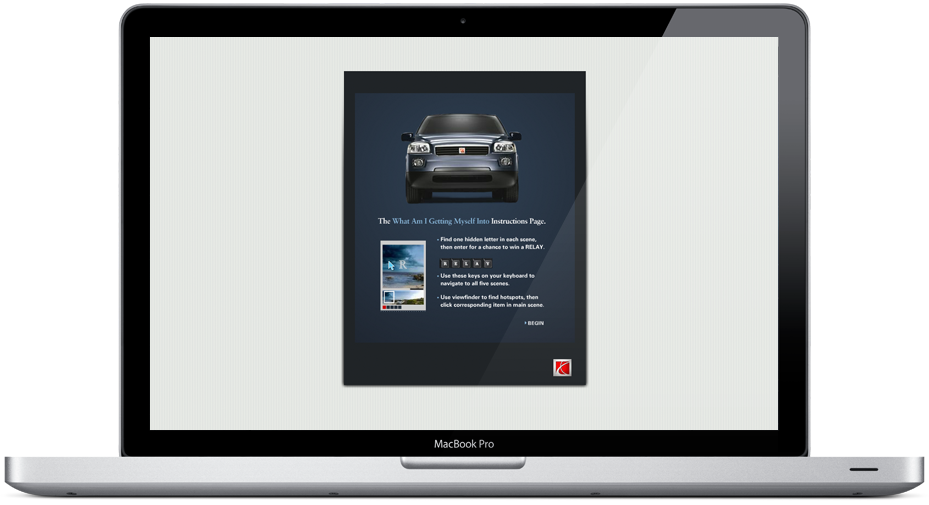 The What Am I Getting Myself Into Instructions Page.
- Find one hidden letter in each scene,
then enter for a chance to win a RELAY.
R
R E L A Y
- Use these keys on your keyboard to
navigate to all five scenes.
- Use viewfinder to find hotspots, then
click corresponding item in main scene.
› BEGIN
MacBook Pro